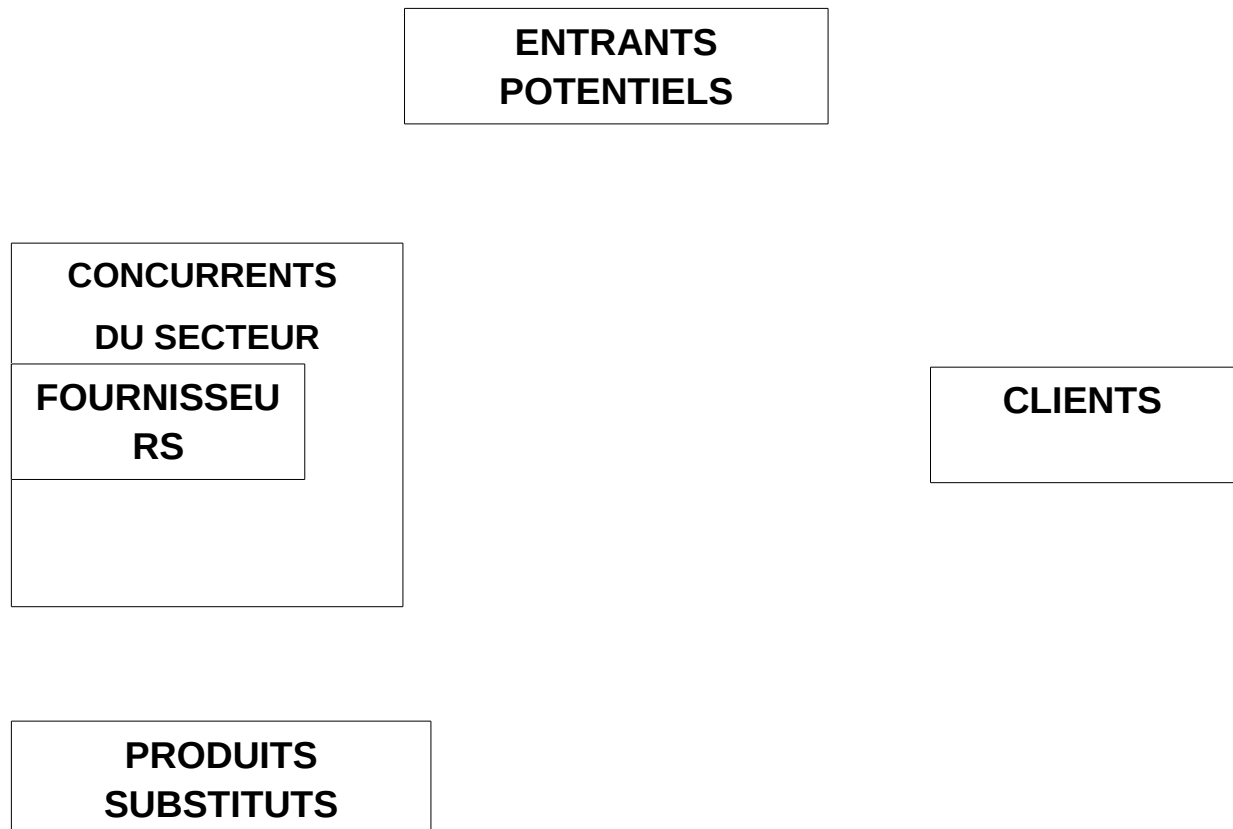 ENTRANTS
POTENTIELS
CONCURRENTS
DU SECTEUR
FOURNISSEU
RS
CLIENTS
PRODUITS
SUBSTITUTS